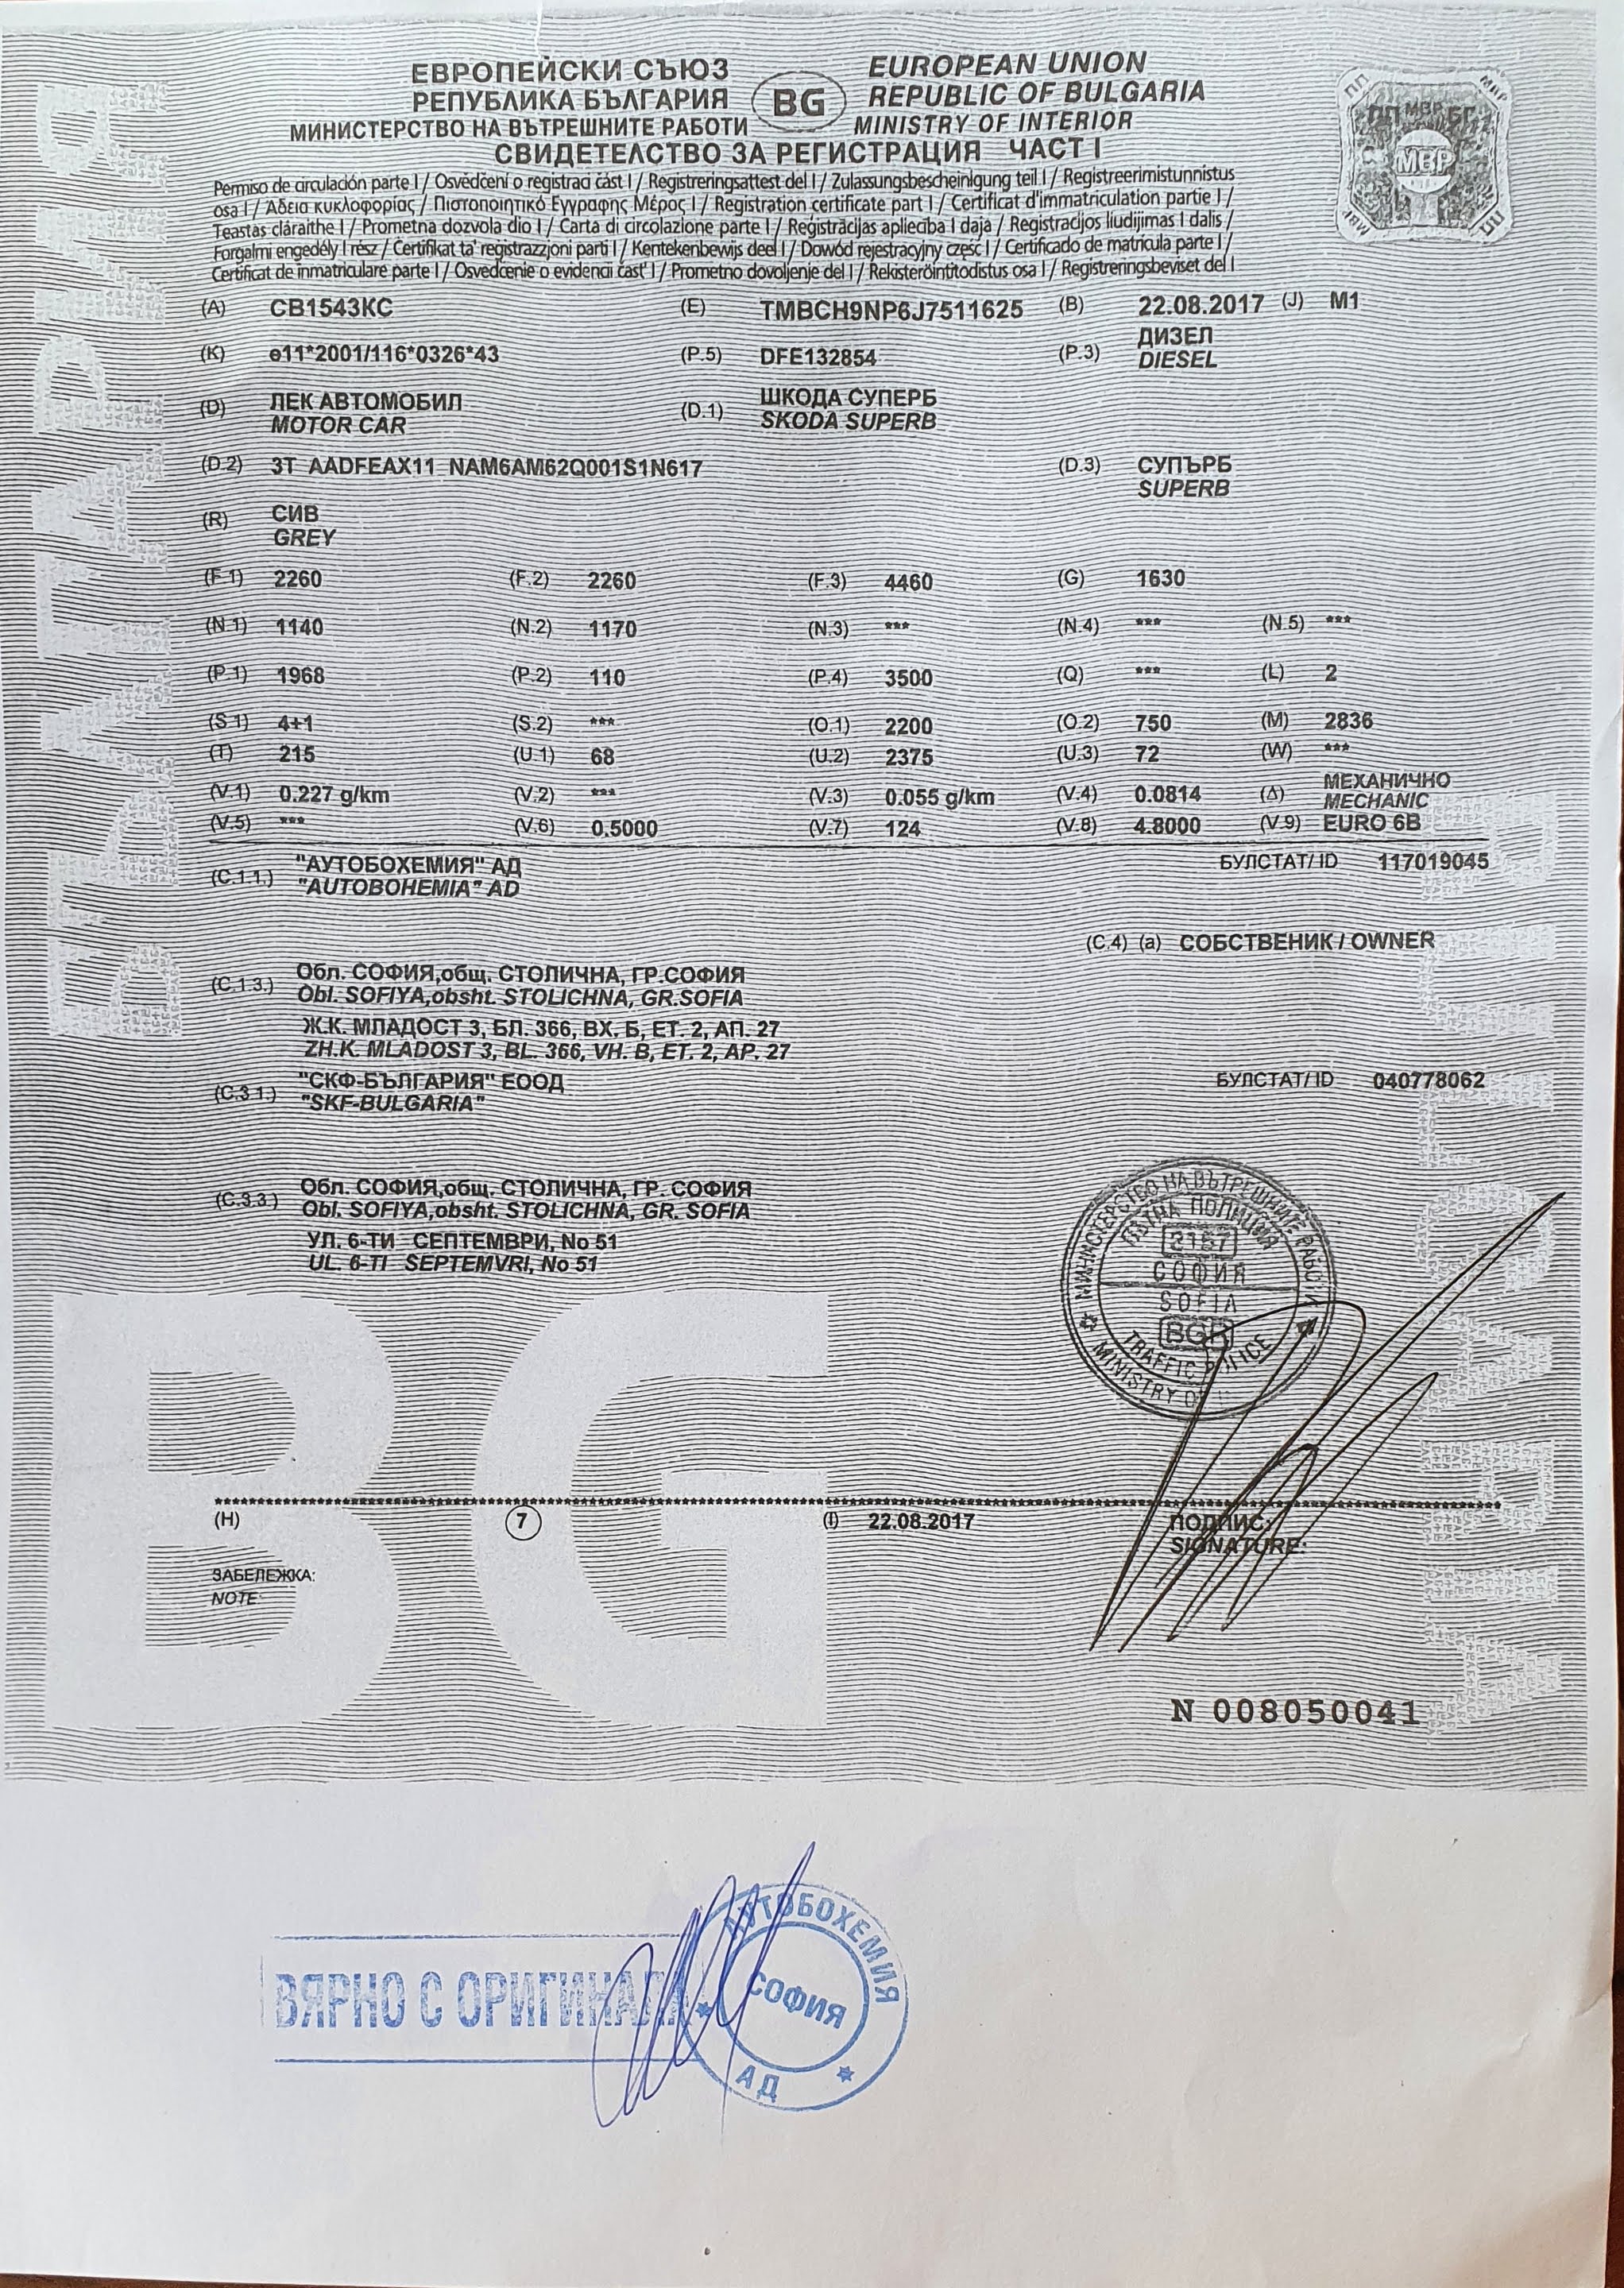 ЕВРОПЕЙСКИ СЪЮЗ
РЕПУБЛИКА БЪЛГАРИЯ
МИНИСТЕРСТВО НА ВЪТРЕШНИТЕ РАБОТИ
BG
EUROPEAN UNION
REPUBLIC OF BULGARIA
MINISTRY OF INTERIOR
СВИДЕТЕЛСТВО ЗА РЕГИСТРАЦИЯ ЧАСТ I
ПП МВР БГ
МВР
Permiso de circulación parte I / Osvědčení o registraci část I / Registreringsattest del I / Zulassungsbescheinigung teil I / Registreerimistunnistus
osa I / Άδεια κυκλοφορίας / Πιστοποιητικό Εγγραφης Μέρος I / Registration certificate part I / Certificat d'immatriculation partie I /
Teastas cláraithe I / Prometna dozvola dio I / Carta di circolazione parte I / Reģistrācijas apliecība I daļa / Registracijos liudijimas I dalis /
Forgalmi engedély I rész / Ċertifikat ta' reġistrazzjoni parti I / Kentekenbewijs deel I / Dowód rejestracyjny część I / Certificado de matrícula parte I /
Certificat de înmatriculare parte I / Osvedčenie o evidencii časť I / Prometno dovoljenje del I / Rekisteröintitodistus osa I / Registreringsbeviset del I
(A) CB1543KC (E) TMBCH9NP6J7511625 (B) 22.08.2017 (J) M1
(K) e11*2001/116*0326*43 (P.5) DFE132854 (P.3) ДИЗЕЛ
DIESEL
(D) ЛЕК АВТОМОБИЛ (D.1) ШКОДА СУПЕРБ
MOTOR CAR SKODA SUPERB
(D.2) 3T AADFEAX11 NAM6AM62Q001S1N617 (D.3) СУПЪРБ
SUPERB
(R) СИВ
GREY
(F.1) 2260 (F.2) 2260 (F.3) 4460 (G) 1630
(N.1) 1140 (N.2) 1170 (N.3) *** (N.4) *** (N.5) ***
(P.1) 1968 (P.2) 110 (P.4) 3500 (Q) *** (L) 2
(S.1) 4+1 (S.2) *** (O.1) 2200 (O.2) 750 (M) 2836
(T) 215 (U.1) 68 (U.2) 2375 (U.3) 72 (W) ***
(V.1) 0.227 g/km (V.2) *** (V.3) 0.055 g/km (V.4) 0.0814 (Δ) МЕХАНИЧНО
MECHANIC
(V.5) *** (V.6) 0.5000 (V.7) 124 (V.8) 4.8000 (V.9) EURO 6B
(C.1.1.) "АУТОБОХЕМИЯ" АД БУЛСТАТ/ ID 117019045
"AUTOBOHEMIA" AD
(C.4) (a) СОБСТВЕНИК / OWNER
(C.1.3.) Обл. СОФИЯ,общ. СТОЛИЧНА, ГР.СОФИЯ
Obl. SOFIYA,obsht. STOLICHNA, GR.SOFIA
Ж.К. МЛАДОСТ 3, БЛ. 366, ВХ. Б, ЕТ. 2, АП. 27
ZH.K. MLADOST 3, BL. 366, VH. B, ET. 2, AP. 27
(C.3.1.) "СКФ-БЪЛГАРИЯ" ЕООД БУЛСТАТ/ ID 040778062
"SKF-BULGARIA"
(C.3.3.) Обл. СОФИЯ,общ. СТОЛИЧНА, ГР. СОФИЯ
Obl. SOFIYA,obsht. STOLICHNA, GR. SOFIA
УЛ. 6-ТИ СЕПТЕМВРИ, No 51
UL. 6-TI SEPTEMVRI, No 51
МИНИСТЕРСТВО НА ВЪТРЕШНИТЕ РАБОТИ
ПЪТНА ПОЛИЦИЯ
2167
СОФИЯ
SOFIA
BGR
TRAFFIC POLICE
MINISTRY
BG
(H) 7 (I) 22.08.2017 ПОДПИС:
SIGNATURE:
ЗАБЕЛЕЖКА:
NOTE:
N 008050041
ВЯРНО С ОРИГИНАЛА
АУТОБОХЕМИЯ
СОФИЯ
АД